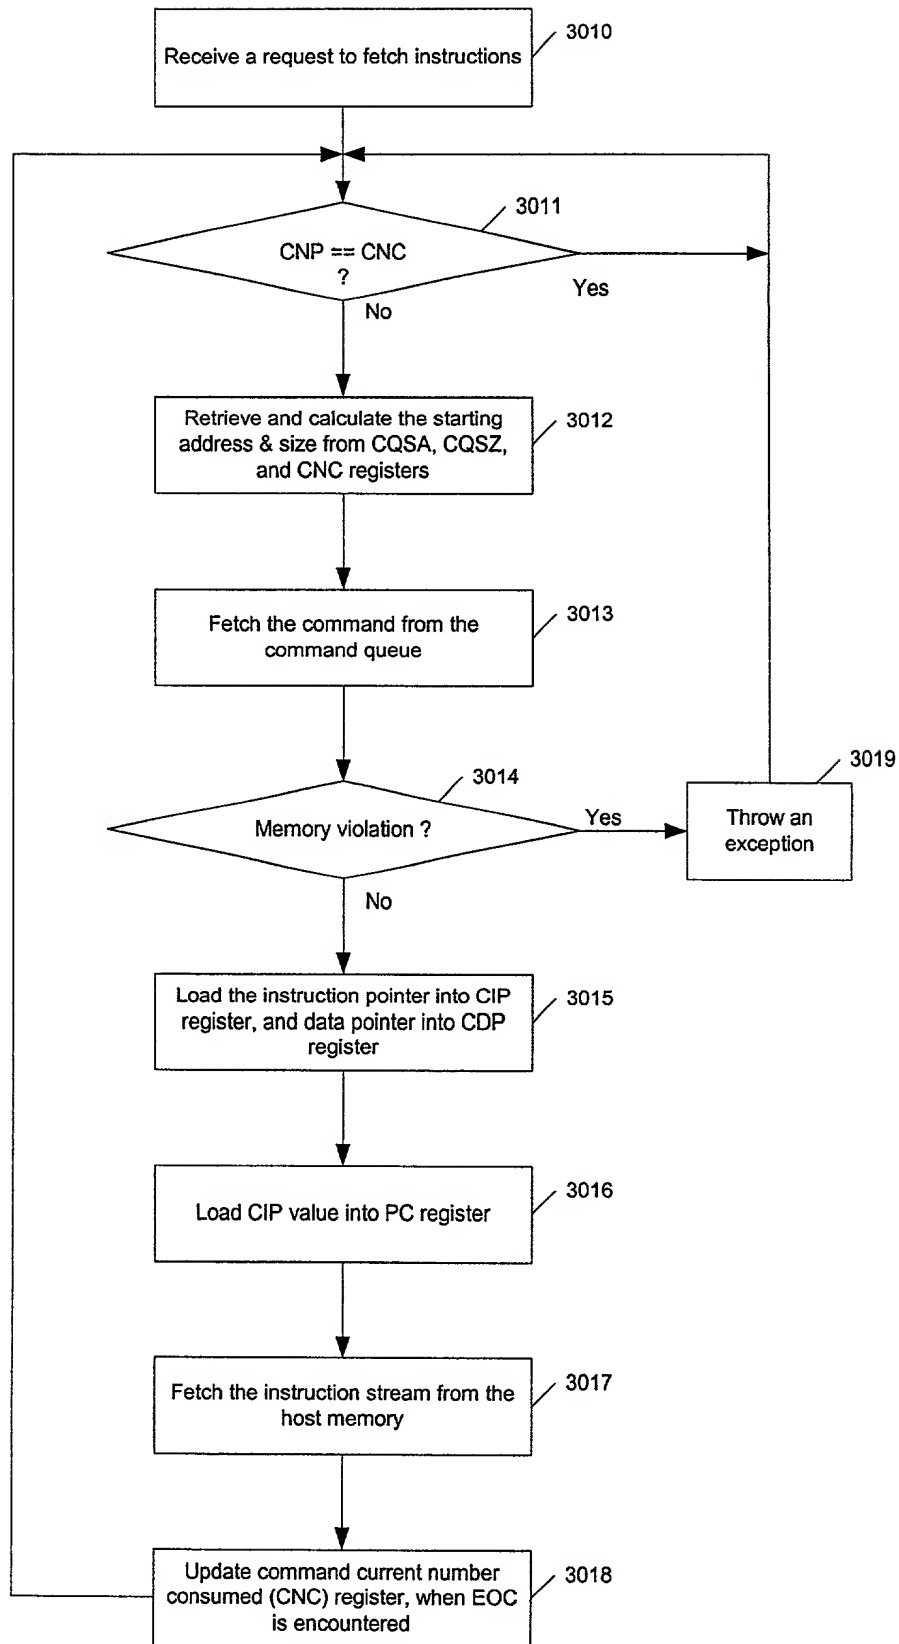 Receive a request to fetch instructions
3010
3011
CNP == CNC
?
Yes
No
Retrieve and calculate the starting
address & size from CQSA, CQSZ,
and CNC registers
3012
Fetch the command from the
command queue
3013
3014
Memory violation ?
Yes
No
3019
Throw an
exception
Load the instruction pointer into CIP
register, and data pointer into CDP
register
3015
Load CIP value into PC register
3016
Fetch the instruction stream from the
host memory
3017
Update command current number
consumed (CNC) register, when EOC
is encountered
3018